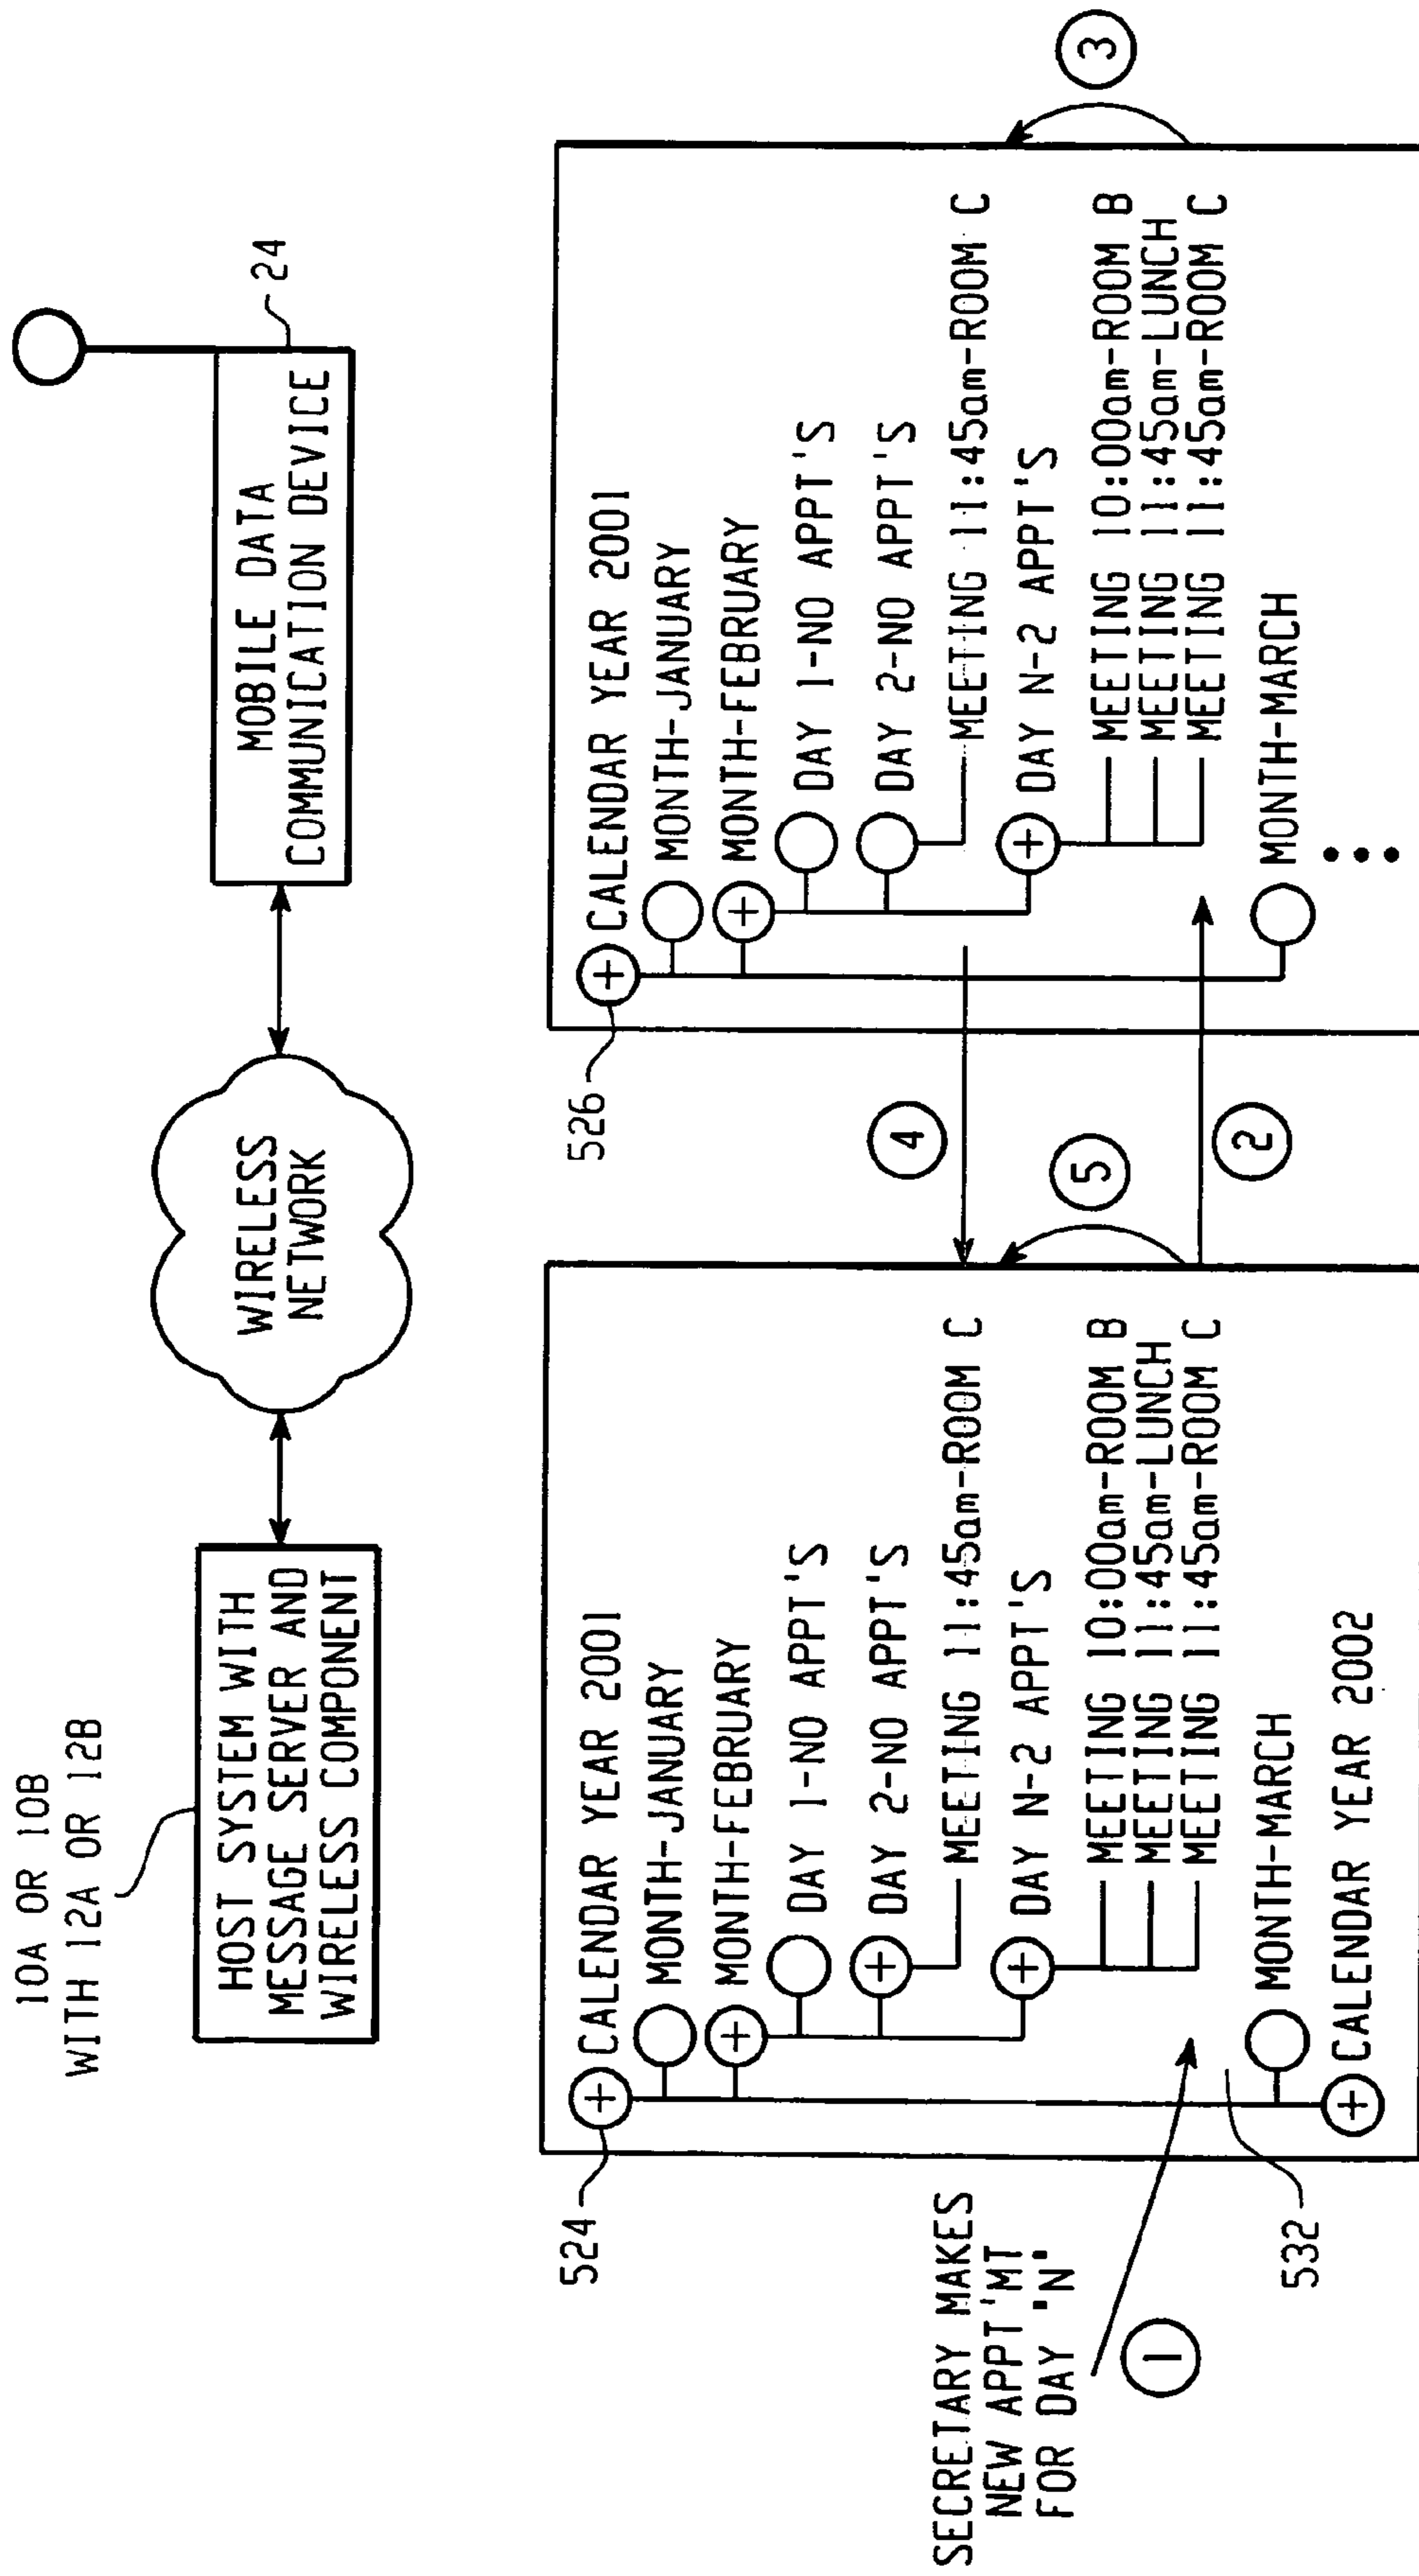 10A OR 10B
WITH 12A OR 12B
HOST SYSTEM WITH
MESSAGE SERVER AND
WIRELESS COMPONENT
WIRELESS
NETWORK
MOBILE DATA
COMMUNICATION DEVICE
24
524
CALENDAR YEAR 2001
MONTH-JANUARY
MONTH-FEBRUARY
DAY 1-NO APPT'S
DAY 2-NO APPT'S
MEETING 11:45am-ROOM C
DAY N-2 APPT'S
MEETING 10:00am-ROOM B
MEETING 11:45am-LUNCH
MEETING 11:45am-ROOM C
MONTH-MARCH
CALENDAR YEAR 2002
SECRETARY MAKES
NEW APPT'MT
FOR DAY "N"
1
532
4
5
2
526
CALENDAR YEAR 2001
MONTH-JANUARY
MONTH-FEBRUARY
DAY 1-NO APPT'S
DAY 2-NO APPT'S
MEETING 11:45am-ROOM C
DAY N-2 APPT'S
MEETING 10:00am-ROOM B
MEETING 11:45am-LUNCH
MEETING 11:45am-ROOM C
MONTH-MARCH
3